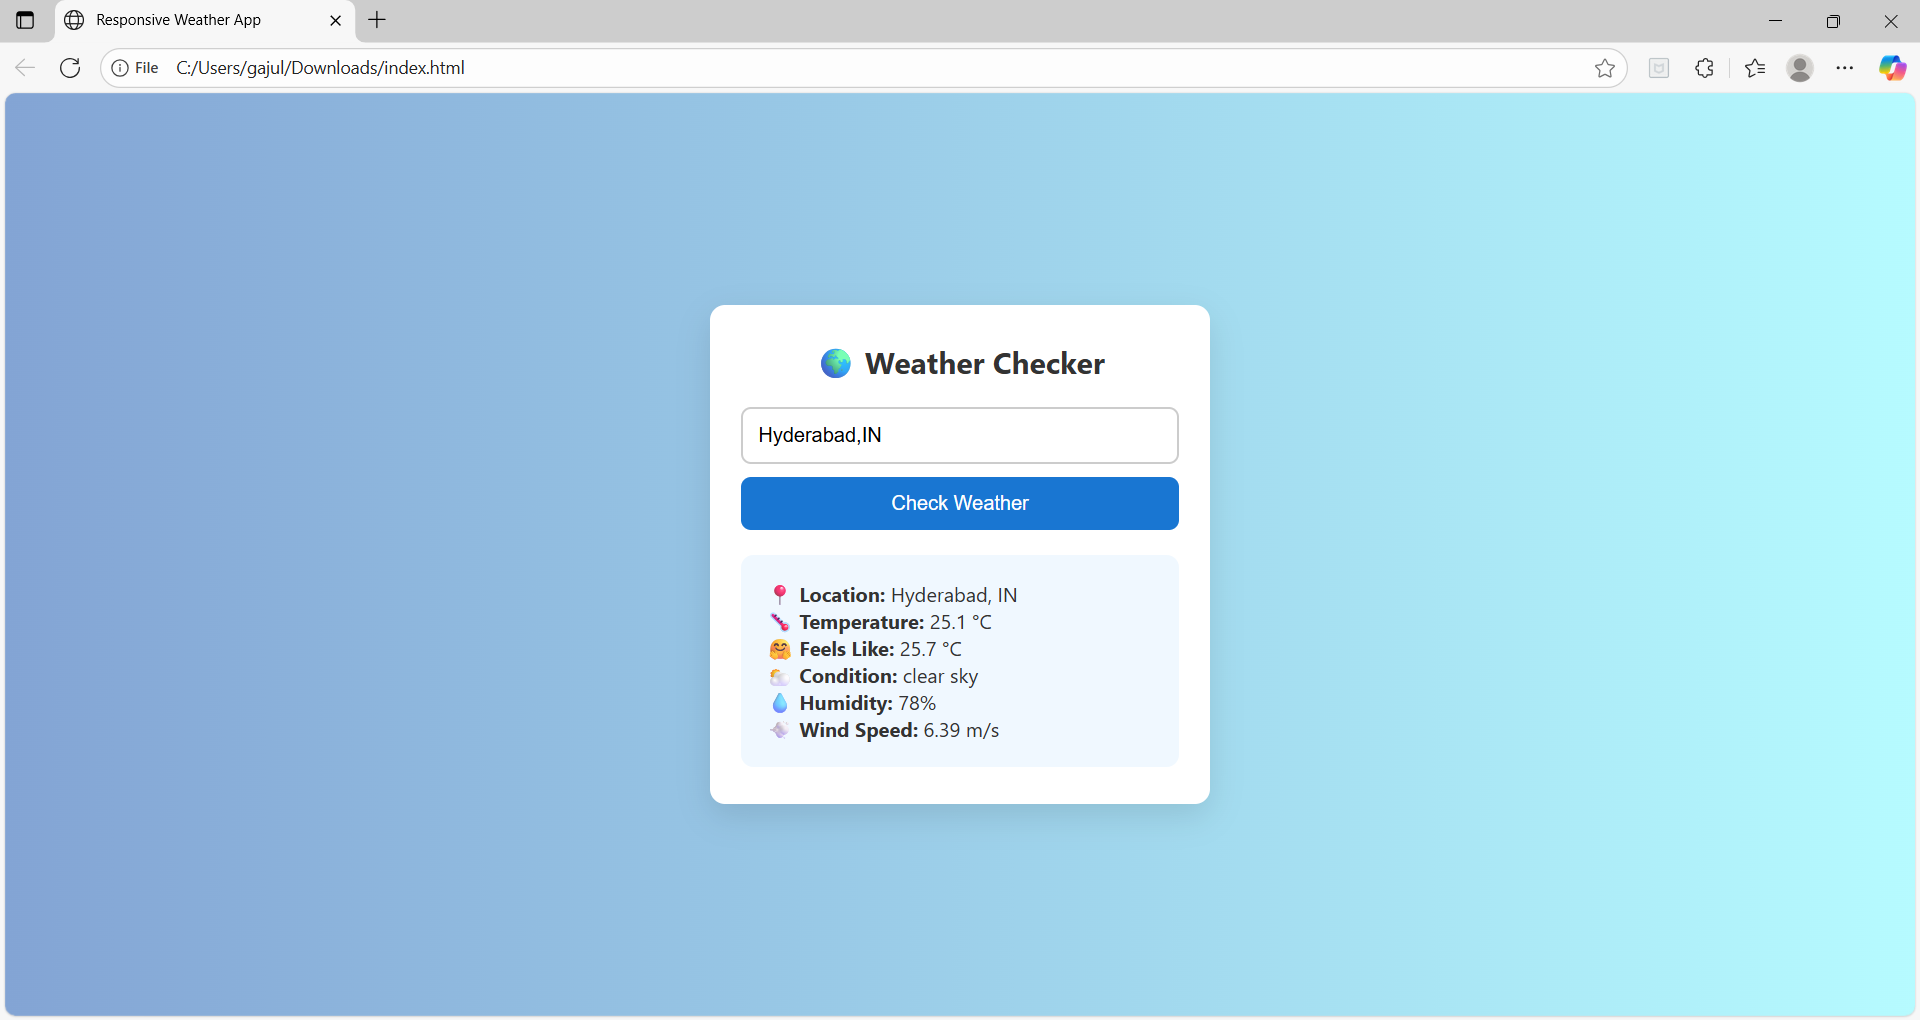 Responsive Weather App
File C:/Users/gajul/Downloads/index.html
🌍 Weather Checker
Hyderabad,IN
Check Weather
📍 Location: Hyderabad, IN
🌡️ Temperature: 25.1 °C
🤗 Feels Like: 25.7 °C
🌥️ Condition: clear sky
💧 Humidity: 78%
💨 Wind Speed: 6.39 m/s